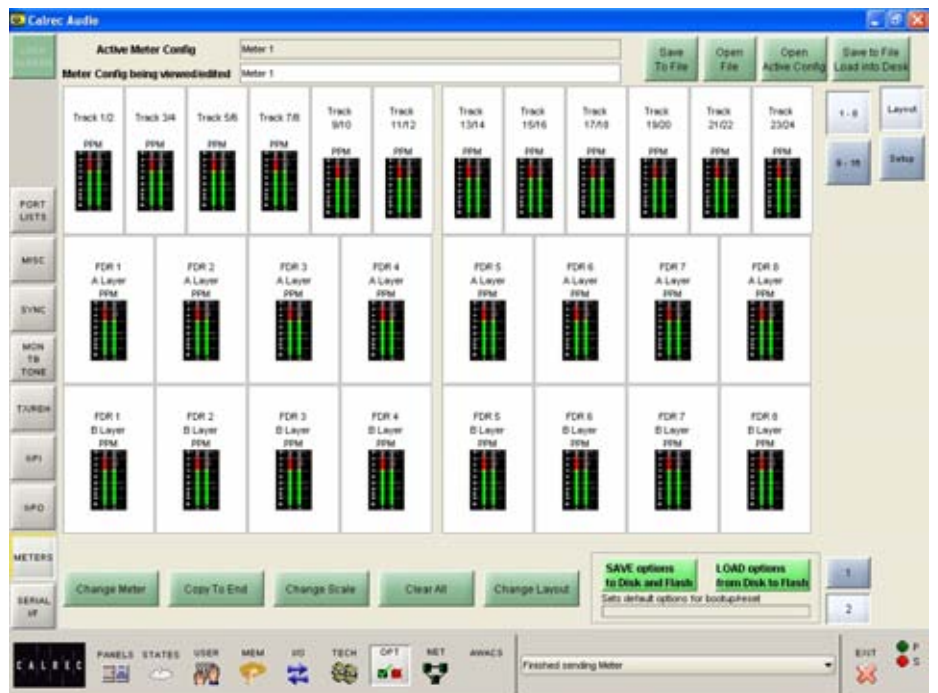 Calrec Audio
Active Meter Config
Meter 1
Meter Config being viewed/edited
Meter 1
Save To File
Open File
Open Active Config
Save to File
Load into Desk
Track 1/2
Track 3/4
Track 5/6
Track 7/8
Track 9/10
Track 11/12
Track 13/14
Track 15/16
Track 17/18
Track 19/20
Track 21/22
Track 23/24
PPM PPM PPM PPM PPM PPM PPM PPM PPM PPM PPM PPM
1 - 8
Layout
9 - 16
Setup
PORT LISTS
MISC
SYNC
MON TB TONE
GPI
GPO
METERS
SERIAL I/F
FDR 1 FDR 2 FDR 3 FDR 4 FDR 5 FDR 6 FDR 7 FDR 8
A Layer A Layer A Layer A Layer A Layer A Layer A Layer A Layer
PPM PPM PPM PPM PPM PPM PPM PPM
FDR 1 FDR 2 FDR 3 FDR 4 FDR 5 FDR 6 FDR 7 FDR 8
B Layer B Layer B Layer B Layer B Layer B Layer B Layer B Layer
PPM PPM PPM PPM PPM PPM PPM PPM
Change Meter
Copy To End
Change Scale
Clear All
Change Layout
SAVE options
to Disk and Flash
LOAD options
from Disk to Flash
Sets default options for bootup/reset
1
2
CALREC
PANELS STATES USER MEM I/O TECH OPT NET AWACS
Finished sending Meter
EXIT
P
S